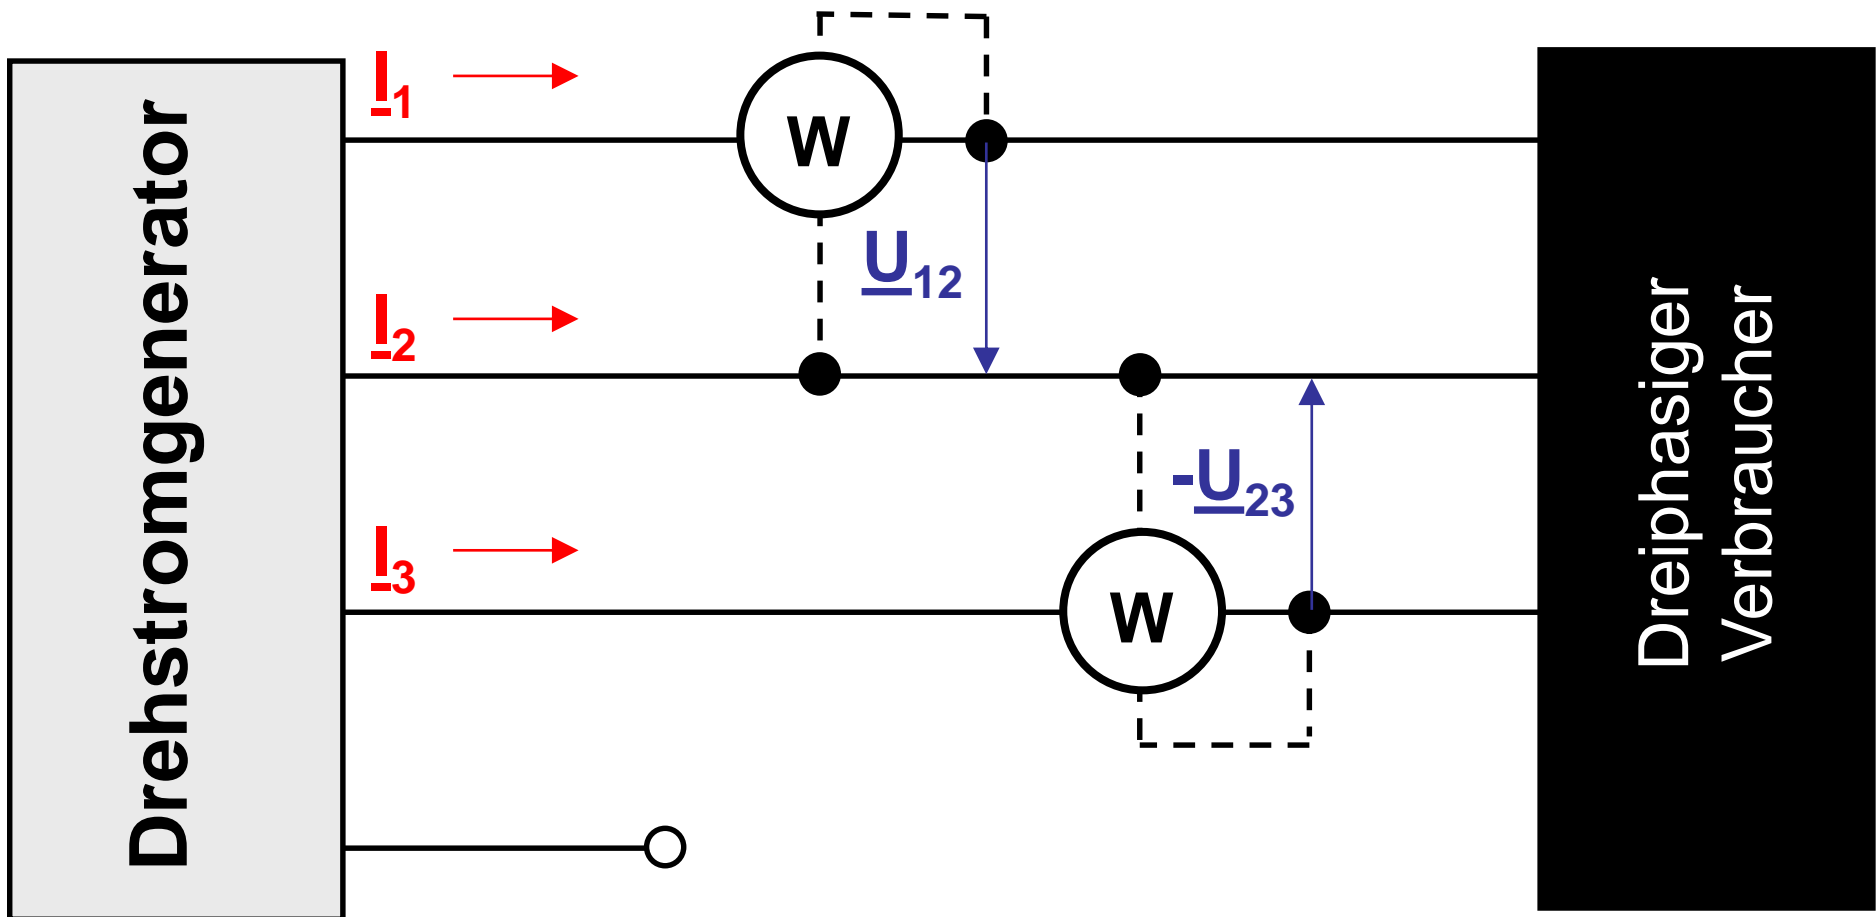 Drehstromgenerator
I1
W
U12
I2
-U23
I3
W
Dreiphasiger
Verbraucher